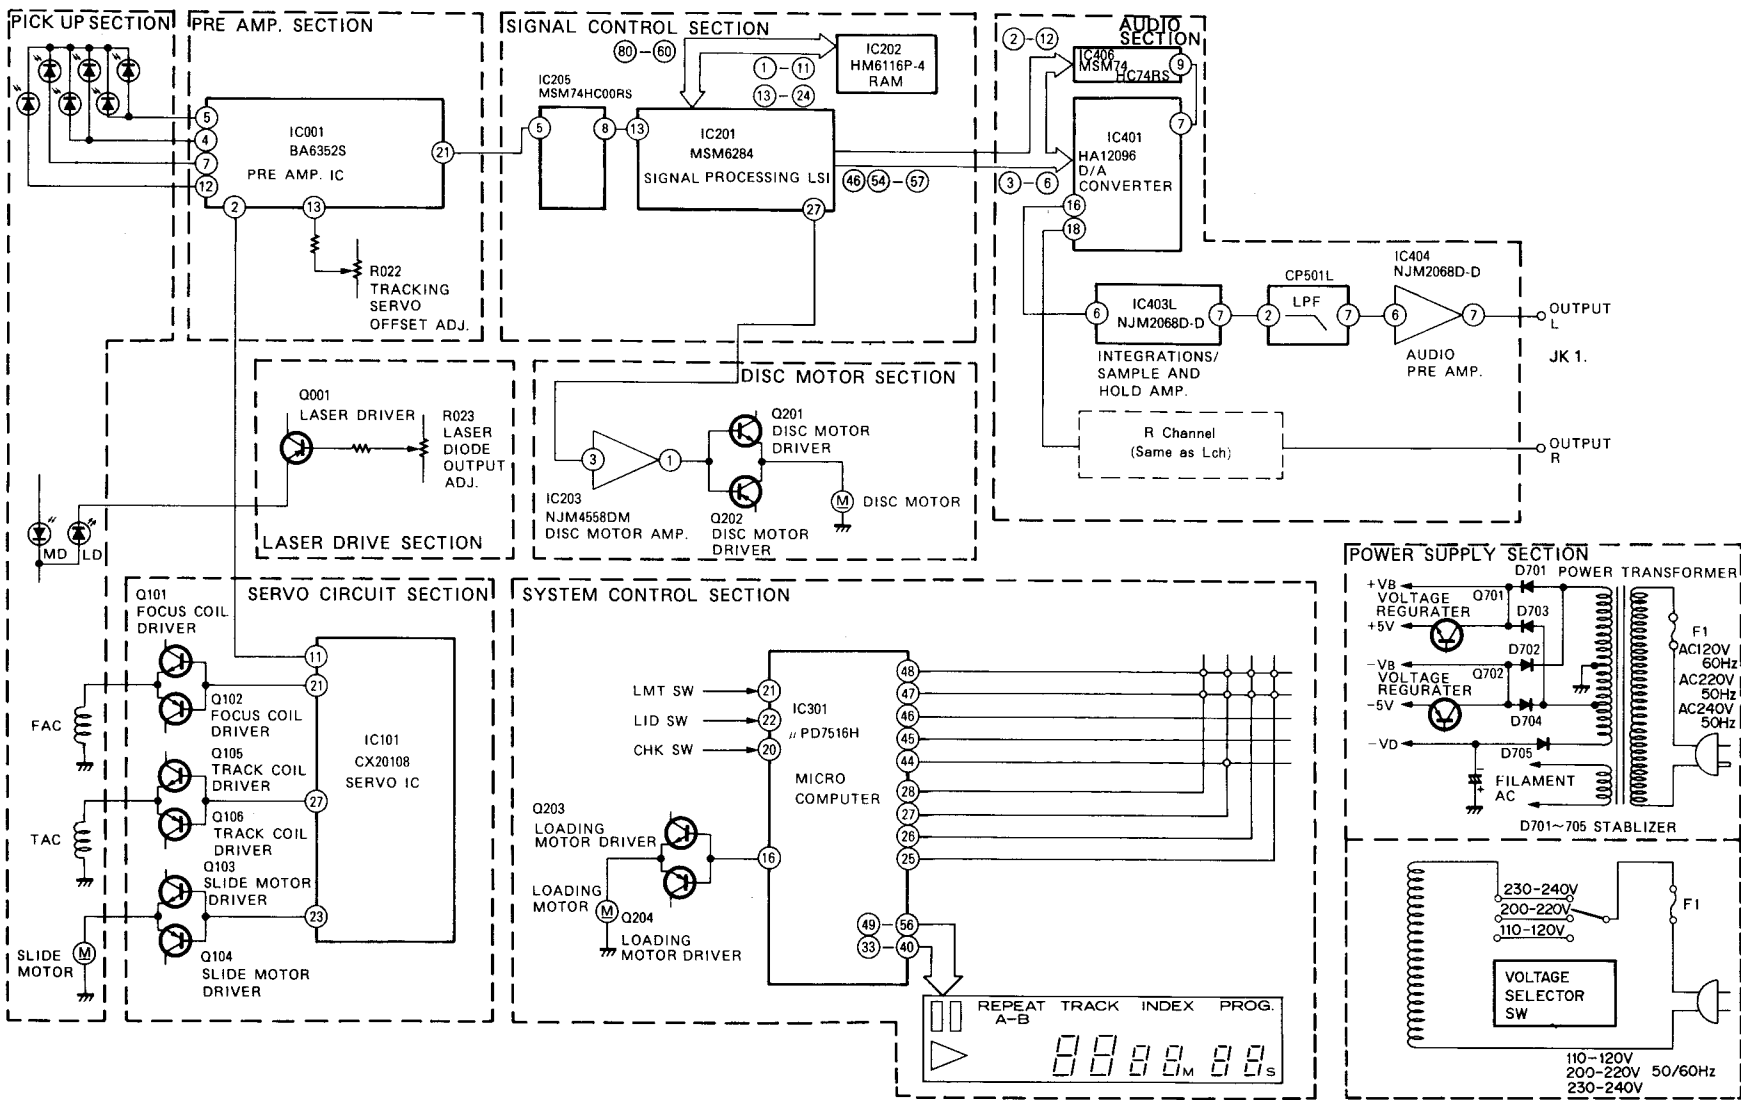 PICK UP SECTION
5
4
7
12
PRE AMP. SECTION
IC001
BA6352S
PRE AMP. IC
21
2
13
R022
TRACKING
SERVO
OFFSET ADJ.
SIGNAL CONTROL SECTION
80-60
IC202
HM6116P-4
RAM
1-11
13-24
IC205
MSM74HC00RS
5
8
13
IC201
MSM6284
SIGNAL PROCESSING LSI
46 54-57
27
AUDIO
SECTION
2-12
IC406
MSM74
HC74RS
9
7
IC401
HA12096
D/A
CONVERTER
3-6
16
18
IC403L
NJM2068D-D
6
7
INTEGRATIONS/
SAMPLE AND
HOLD AMP.
CP501L
LPF
2
7
IC404
NJM2068D-D
6
7
AUDIO
PRE AMP.
OUTPUT
L
JK 1.
R Channel
(Same as Lch)
OUTPUT
R
Q001
LASER DRIVER
R023
LASER
DIODE
OUTPUT
ADJ.
LASER DRIVE SECTION
MD
LD
DISC MOTOR SECTION
3
1
IC203
NJM4558DM
DISC MOTOR AMP.
Q201
DISC MOTOR
DRIVER
Q202
DISC MOTOR
DRIVER
M
DISC MOTOR
SERVO CIRCUIT SECTION
Q101
FOCUS COIL
DRIVER
Q102
FOCUS COIL
DRIVER
FAC
Q105
TRACK COIL
DRIVER
Q106
TRACK COIL
DRIVER
TAC
Q103
SLIDE MOTOR
DRIVER
Q104
SLIDE MOTOR
DRIVER
SLIDE
MOTOR
M
11
21
27
23
IC101
CX20108
SERVO IC
SYSTEM CONTROL SECTION
LMT SW
LID SW
CHK SW
21
22
20
16
IC301
μPD7516H
MICRO
COMPUTER
48
47
46
45
44
28
27
26
25
49-56
33-40
Q203
LOADING
MOTOR DRIVER
LOADING
MOTOR
M
Q204
LOADING
MOTOR DRIVER
REPEAT TRACK INDEX PROG.
A-B
M
S
POWER SUPPLY SECTION
D701
POWER TRANSFORMER
+VB
VOLTAGE
REGURATER
Q701
D703
+5V
D702
-VB
VOLTAGE
REGURATER
Q702
-5V
D704
-VD
D705
FILAMENT
AC
F1
AC120V
60Hz
AC220V
50Hz
AC240V
50Hz
D701~705 STABLIZER
230-240V
200-220V
110-120V
F1
VOLTAGE
SELECTOR
SW
110-120V
200-220V 50/60Hz
230-240V